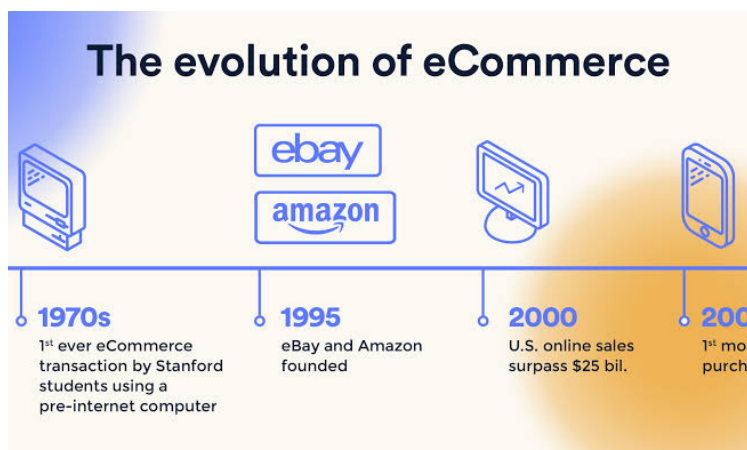 The evolution of eCommerce
ebay
amazon
1970s
1st ever eCommerce
transaction by Stanford
students using a
pre-internet computer
1995
eBay and Amazon
founded
2000
U.S. online sales
surpass $25 bil.
1st